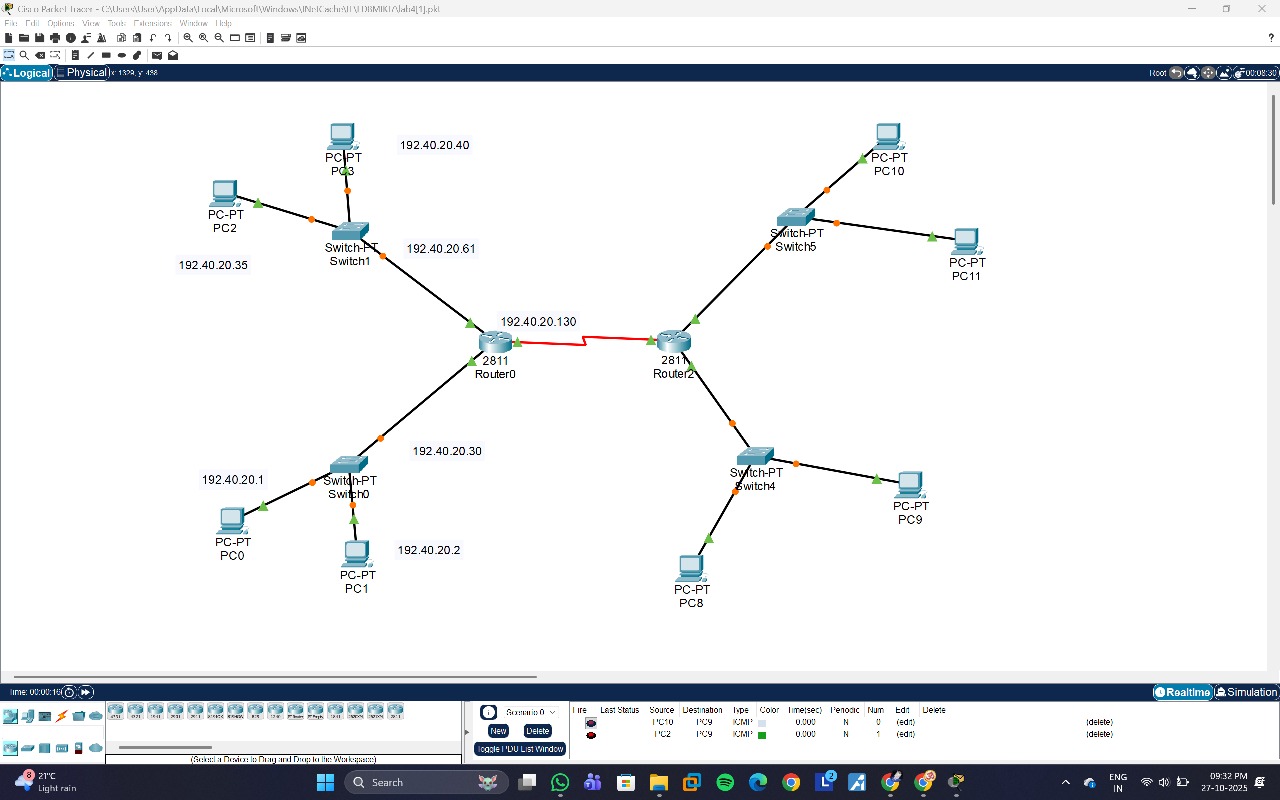 Cisco Packet Tracer - C:\Users\User\AppData\Local\Microsoft\Windows\INetCache\IE\
File Edit Options View Tools Extensions Window Help
Logical Physical x: 1329, y: 438 Root 00:08:30
PC-PT
PC3
192.40.20.40
PC-PT
PC10
PC-PT
PC2
Switch-PT
Switch1
192.40.20.61
192.40.20.35
Switch-PT
Switch5
PC-PT
PC11
192.40.20.130
2811
Router0
2811
Router2
192.40.20.30
192.40.20.1
Switch-PT
Switch0
Switch-PT
Switch4
PC-PT
PC0
192.40.20.2
PC-PT
PC1
PC-PT
PC9
PC-PT
PC8
Time: 00:00:16
Realtime Simulation
Scenario 0
New Delete
Toggle PDU List Window
Fire Last Status Source Destination Type Color Time(sec) Periodic Num Edit Delete
PC10 PC9 ICMP 0.000 N 0 (edit) (delete)
PC2 PC9 ICMP 0.000 N 1 (edit) (delete)
(Select a Device to Drag and Drop to the Workspace)
8
21°C
Light rain
Search
2
ENG
IN
09:32 PM
27-10-2025